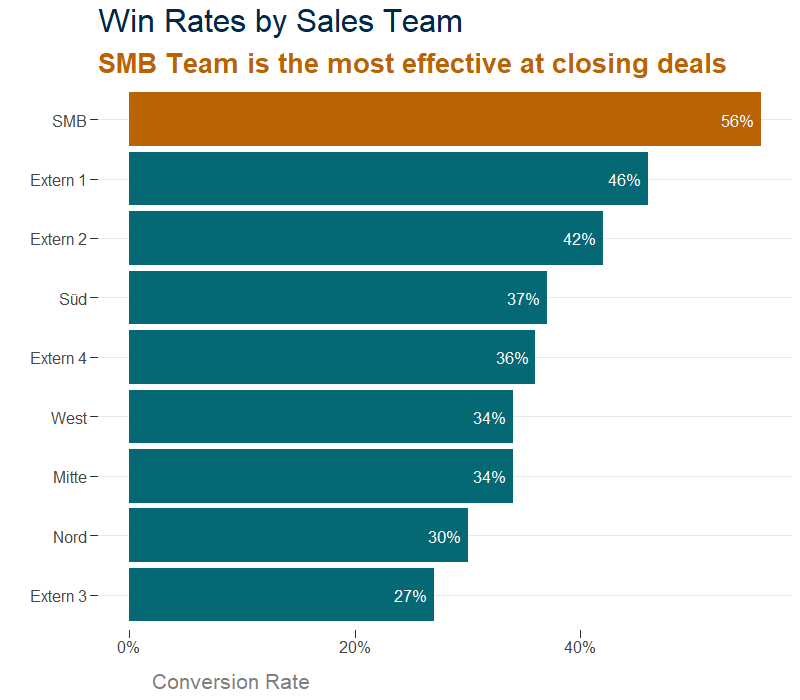 Win Rates by Sales Team
SMB Team is the most effective at closing deals
SMB 56%
Extern 1 46%
Extern 2 42%
Süd 37%
Extern 4 36%
West 34%
Mitte 34%
Nord 30%
Extern 3 27%
0% 20% 40%
Conversion Rate